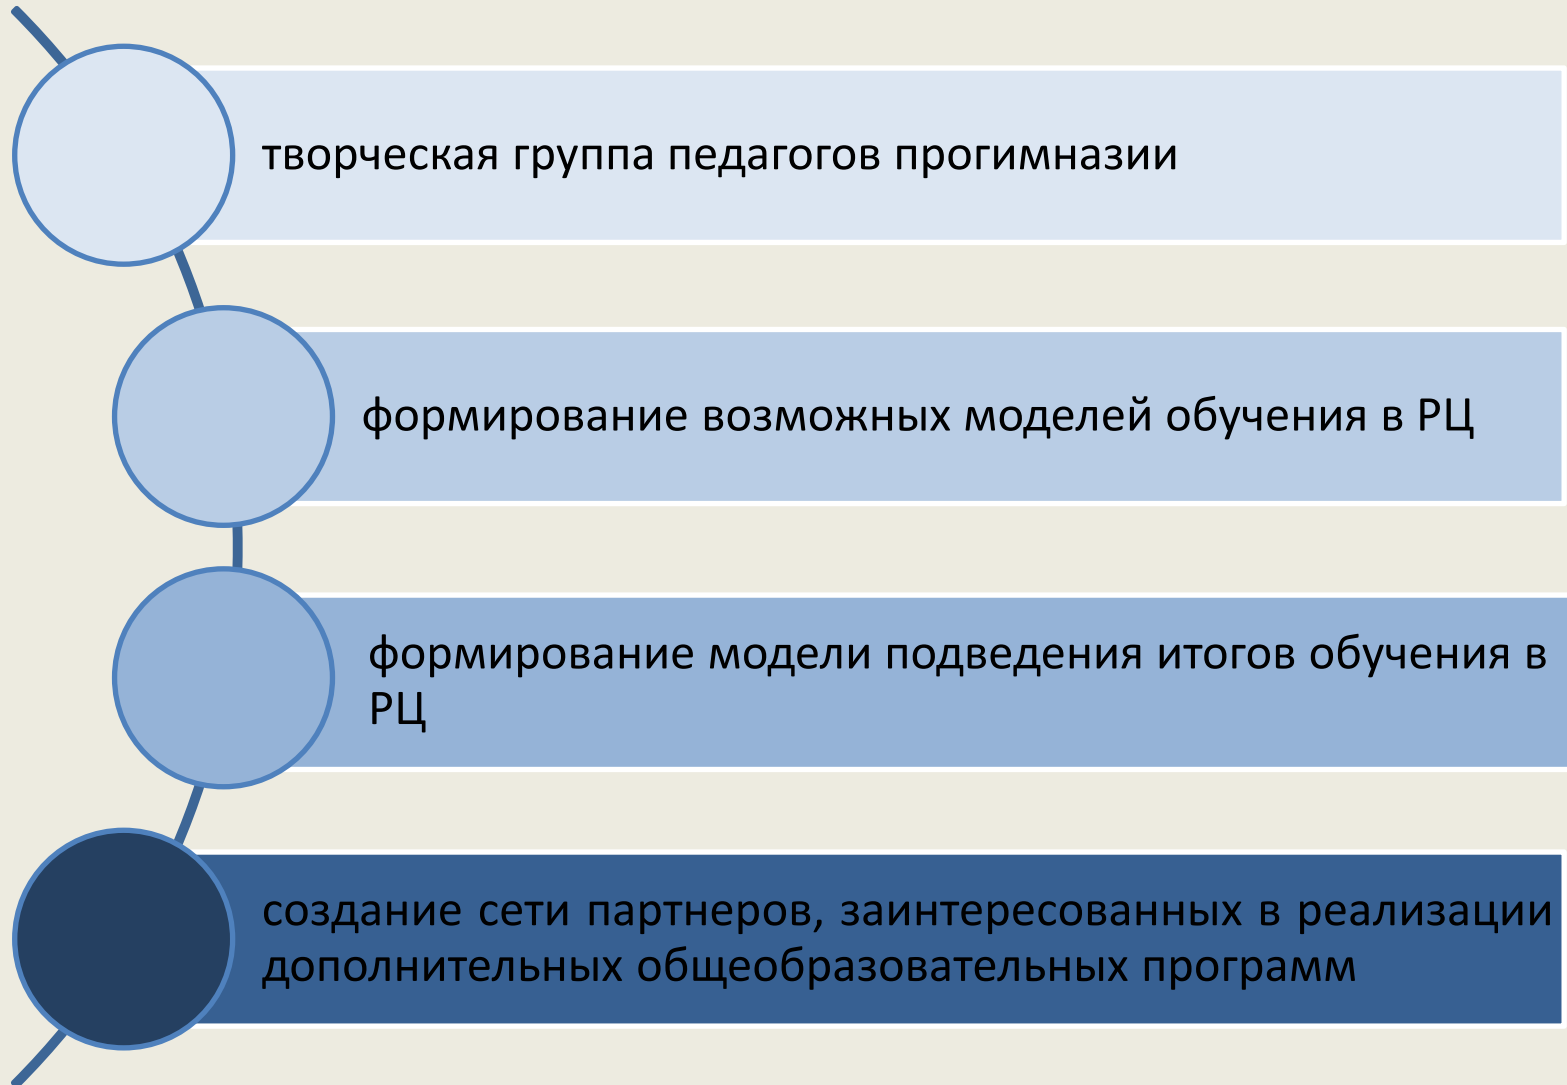 творческая группа педагогов прогимназии
формирование возможных моделей обучения в РЦ
формирование модели подведения итогов обучения в
РЦ
создание сети партнеров, заинтересованных в реализации
дополнительных общеобразовательных программ